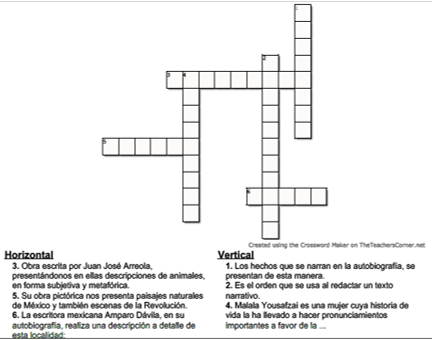 1
2
3 4
5
6
Created using the Crossword Maker on TheTeachersCorner.net
Horizontal
3. Obra escrita por Juan José Arreola,
presentándonos en ellas descripciones de animales,
en forma subjetiva y metafórica.
5. Su obra pictórica nos presenta paisajes naturales
de México y también escenas de la Revolución.
6. La escritora mexicana Amparo Dávila, en su
autobiografía, realiza una descripción a detalle de
esta localidad:
Vertical
1. Los hechos que se narran en la autobiografía, se
presentan de esta manera.
2. Es el orden que se usa al redactar un texto
narrativo.
4. Malala Yousafzai es una mujer cuya historia de
vida la ha llevado a hacer pronunciamientos
importantes a favor de la ...